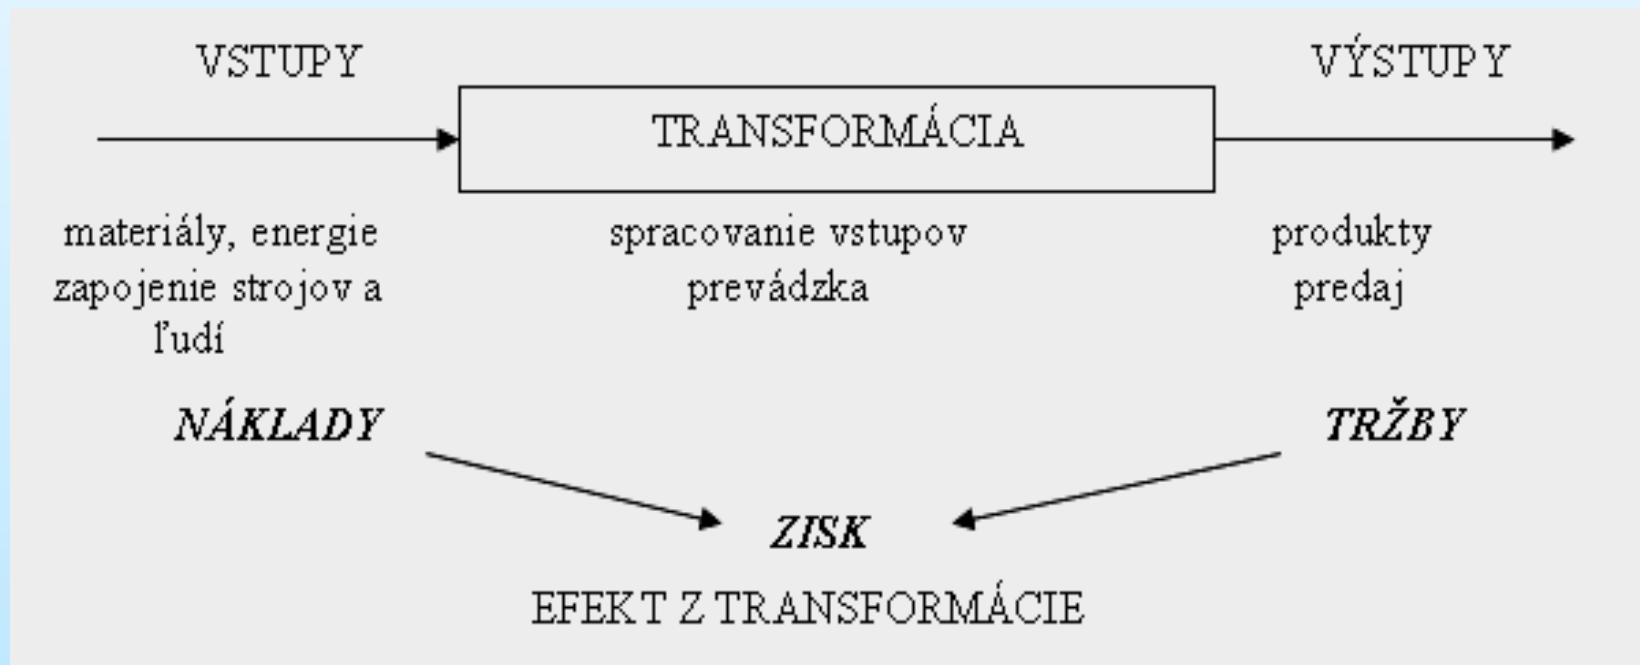 VSTUPY
VÝSTUPY
TRANSFORMÁCIA
materiály, energie
zapojenie strojov a
ľudí
spracovanie vstupov
prevádzka
produkty
predaj
NÁKLADY
TRŽBY
ZISK
EFEKT Z TRANSFORMÁCIE